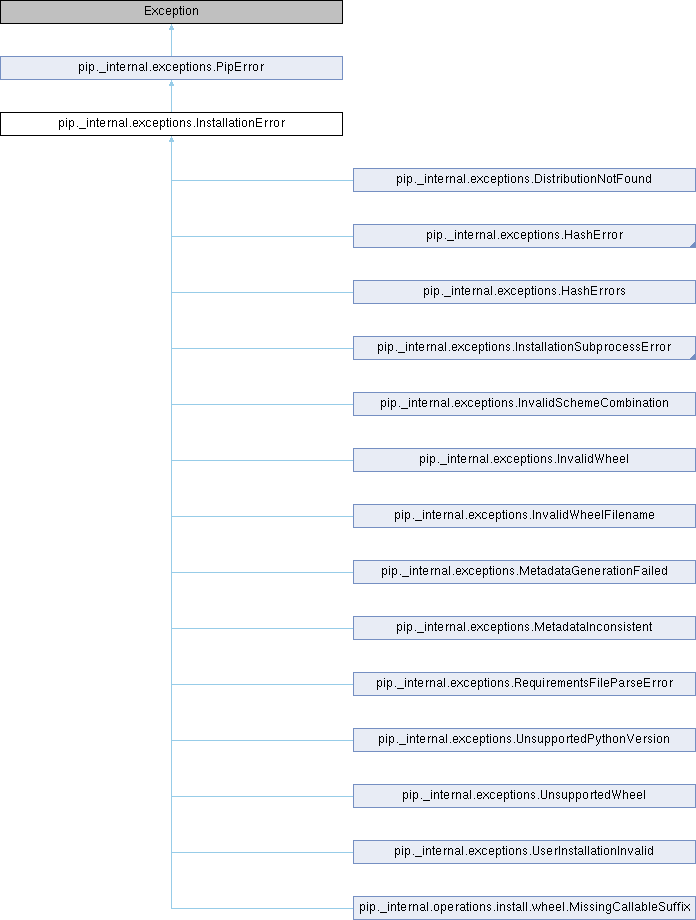 Exception
pip._internal.exceptions.PipError
pip._internal.exceptions.InstallationError
pip._internal.exceptions.DistributionNotFound
pip._internal.exceptions.HashError
pip._internal.exceptions.HashErrors
pip._internal.exceptions.InstallationSubprocessError
pip._internal.exceptions.InvalidSchemeCombination
pip._internal.exceptions.InvalidWheel
pip._internal.exceptions.InvalidWheelFilename
pip._internal.exceptions.MetadataGenerationFailed
pip._internal.exceptions.MetadataInconsistent
pip._internal.exceptions.RequirementsFileParseError
pip._internal.exceptions.UnsupportedPythonVersion
pip._internal.exceptions.UnsupportedWheel
pip._internal.exceptions.UserInstallationInvalid
pip._internal.operations.install.wheel.MissingCallableSuffix